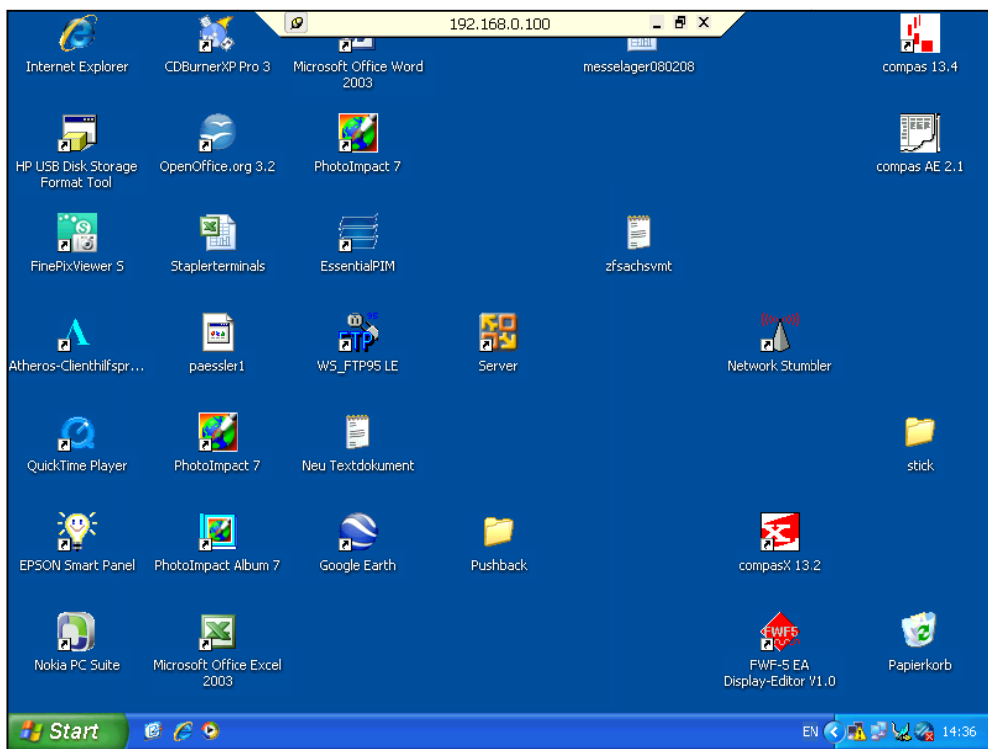 192.168.0.100
Internet Explorer
CDBurnerXP Pro 3
Microsoft Office Word
2003
messelager080208
compas 13.4
HP USB Disk Storage
Format Tool
OpenOffice.org 3.2
PhotoImpact 7
EER
compas AE 2.1
FinePixViewer S
Staplerterminals
EssentialPIM
zfsachsvmt
Atheros-Clienthilfspr...
paessler1
95
FTP
WS_FTP95 LE
Server
Network Stumbler
QuickTime Player
PhotoImpact 7
Neu Textdokument
stick
EPSON Smart Panel
PhotoImpact Album 7
Google Earth
Pushback
compasX 13.2
Nokia PC Suite
Microsoft Office Excel
2003
FWF5
FWF-5 EA
Display-Editor V1.0
Papierkorb
Start
EN
14:36